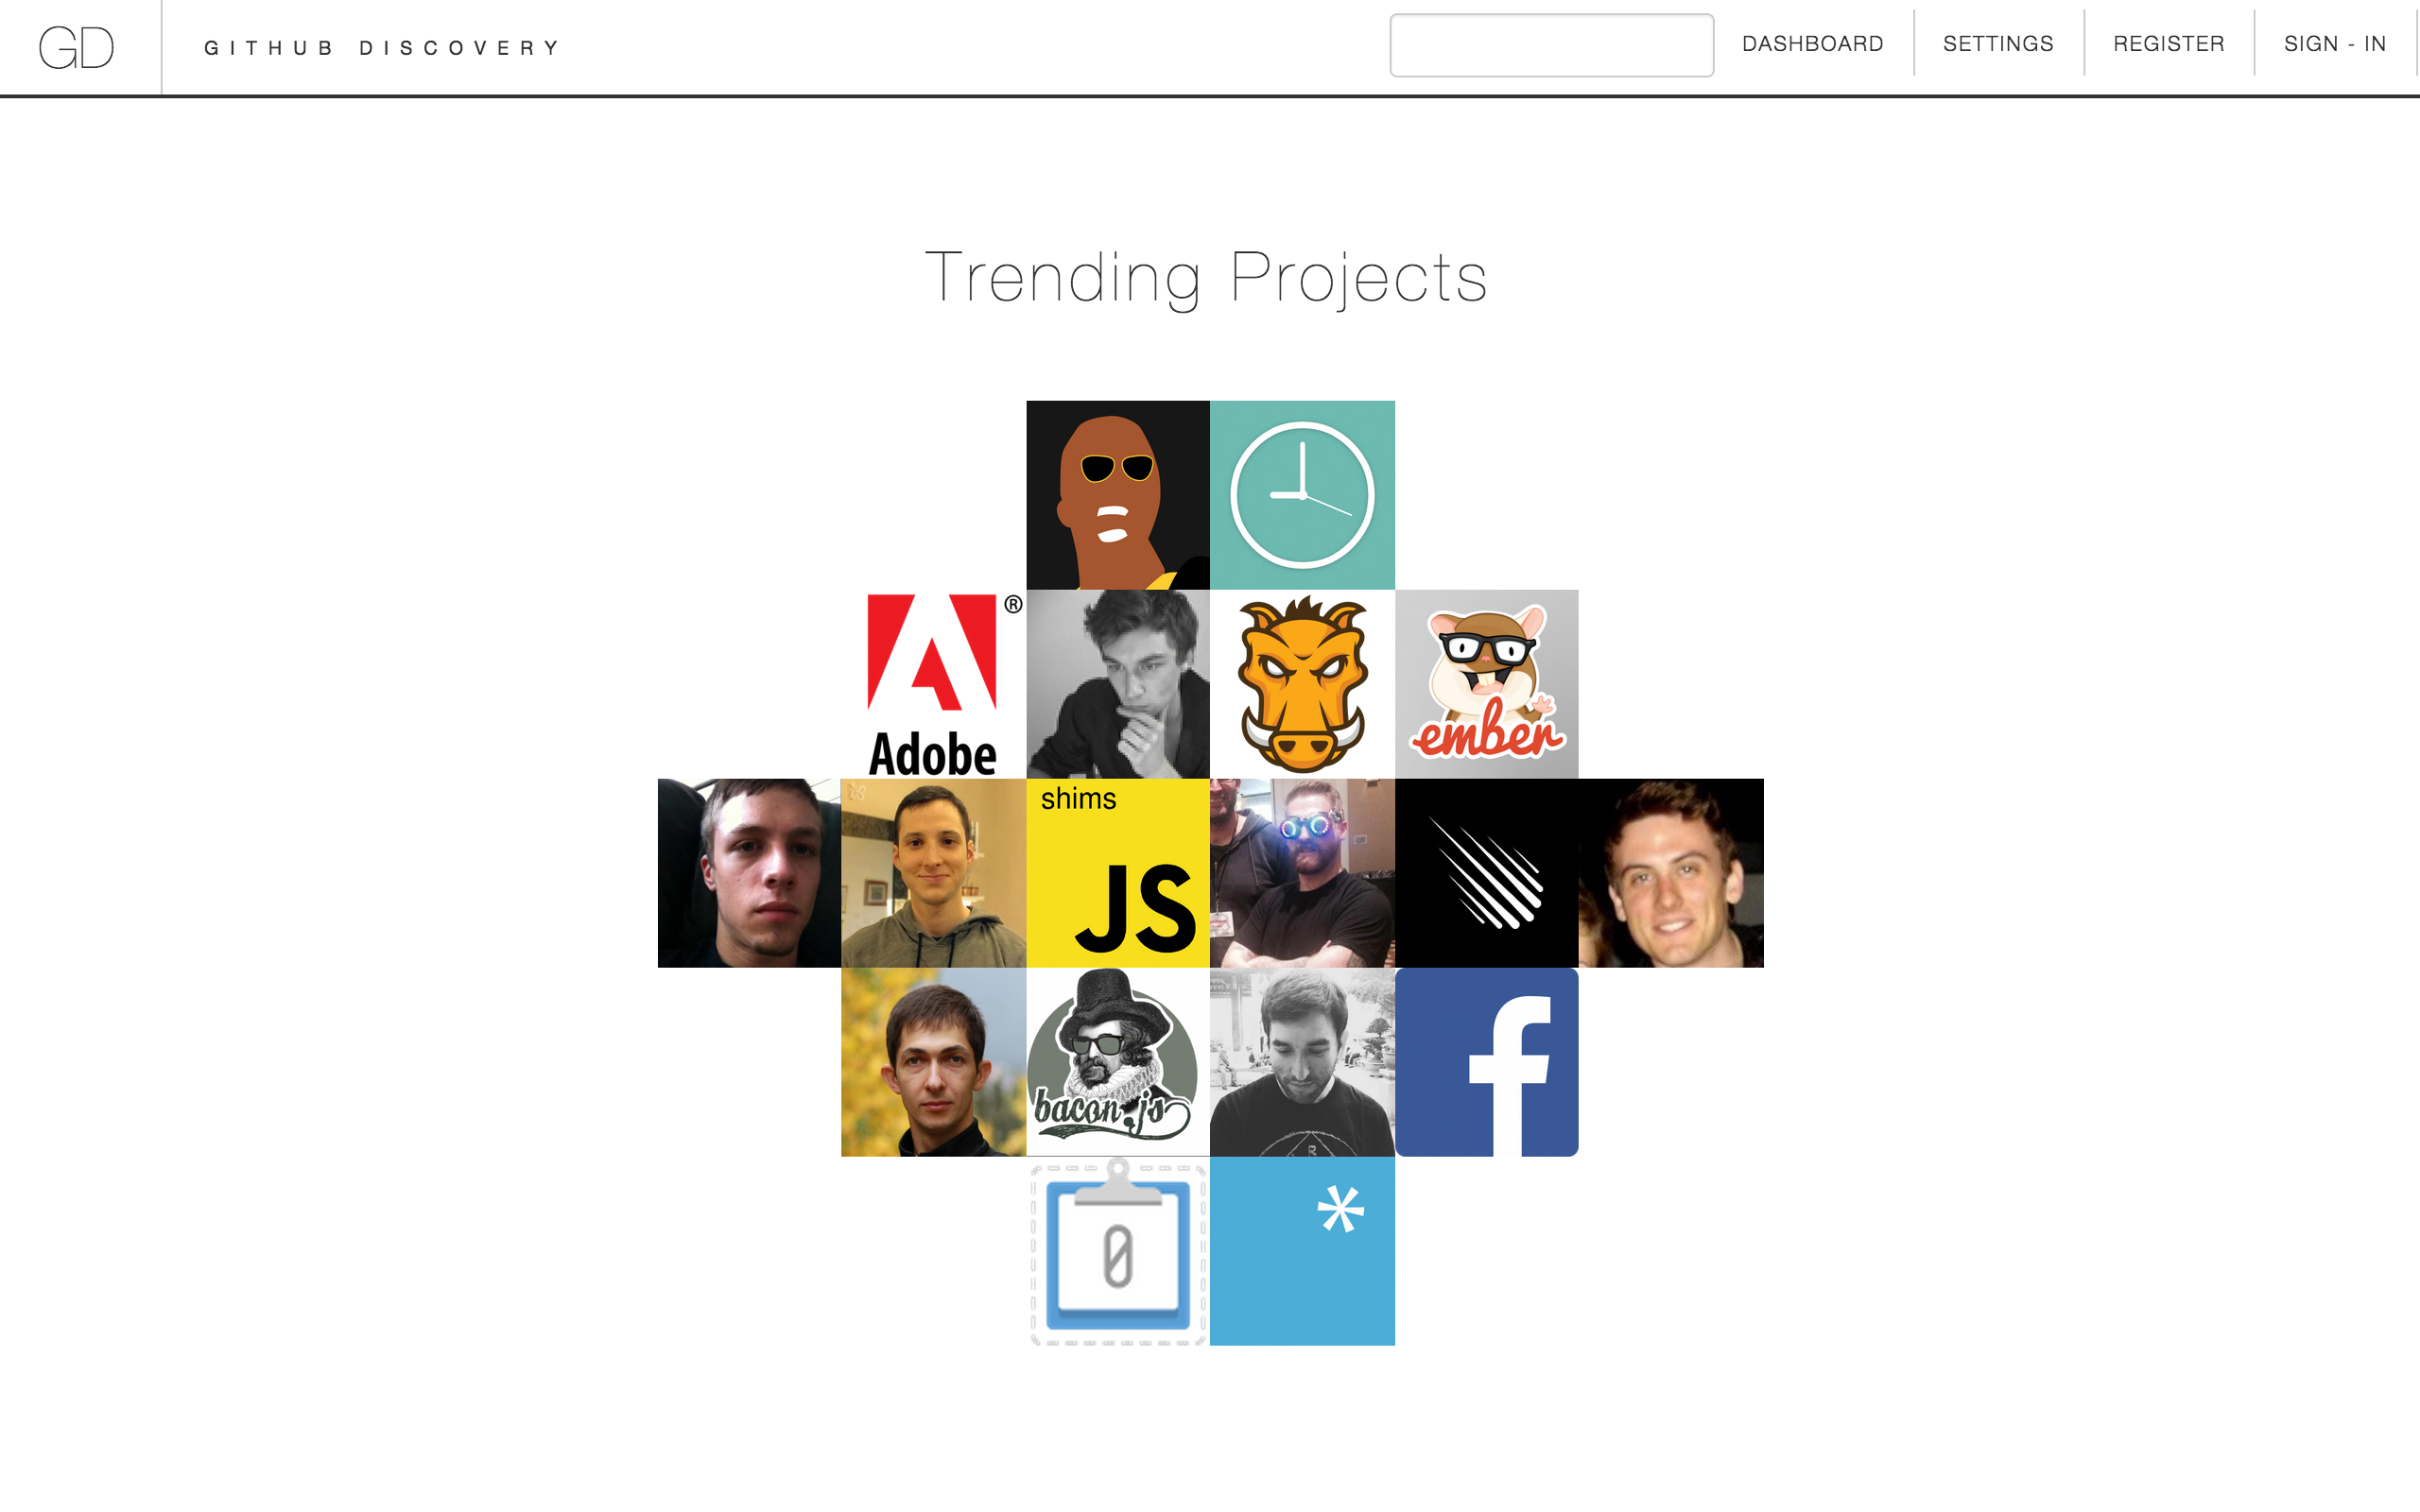 GD
GITHUB DISCOVERY
DASHBOARD
SETTINGS
REGISTER
SIGN - IN
Trending Projects
®
Adobe
ember
shims
JS
bacon.js
f
0
*